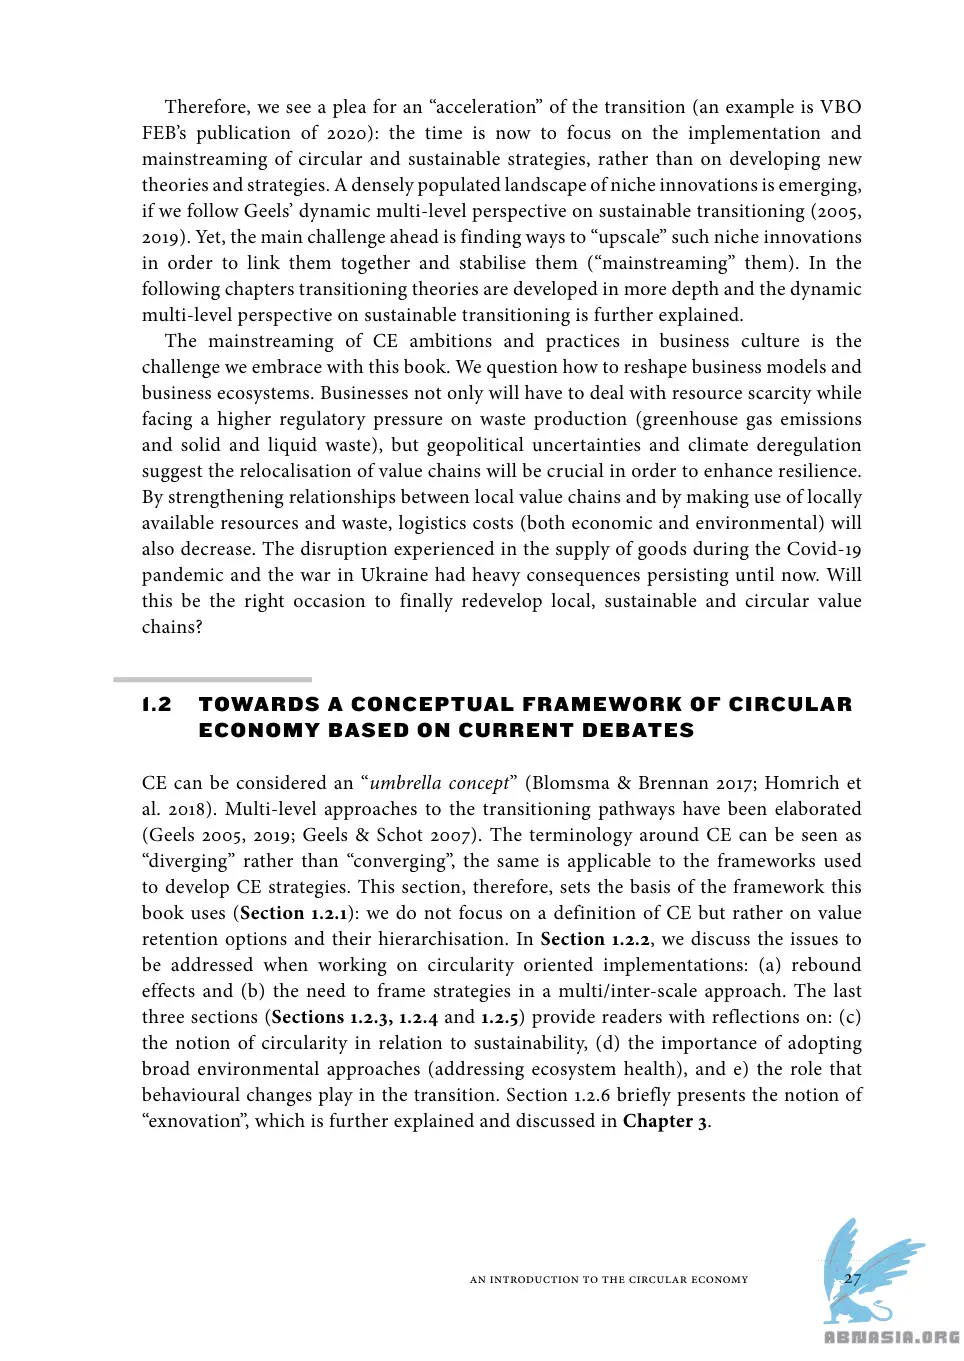 Therefore, we see a plea for an “acceleration” of the transition (an example is VBO
FEB’s publication of 2020): the time is now to focus on the implementation and
mainstreaming of circular and sustainable strategies, rather than on developing new
theories and strategies. A densely populated landscape of niche innovations is emerging,
if we follow Geels’ dynamic multi-level perspective on sustainable transitioning (2005,
2019). Yet, the main challenge ahead is finding ways to “upscale” such niche innovations
in order to link them together and stabilise them (“mainstreaming” them). In the
following chapters transitioning theories are developed in more depth and the dynamic
multi-level perspective on sustainable transitioning is further explained.
The mainstreaming of CE ambitions and practices in business culture is the
challenge we embrace with this book. We question how to reshape business models and
business ecosystems. Businesses not only will have to deal with resource scarcity while
facing a higher regulatory pressure on waste production (greenhouse gas emissions
and solid and liquid waste), but geopolitical uncertainties and climate deregulation
suggest the relocalisation of value chains will be crucial in order to enhance resilience.
By strengthening relationships between local value chains and by making use of locally
available resources and waste, logistics costs (both economic and environmental) will
also decrease. The disruption experienced in the supply of goods during the Covid-19
pandemic and the war in Ukraine had heavy consequences persisting until now. Will
this be the right occasion to finally redevelop local, sustainable and circular value
chains?
1.2 TOWARDS A CONCEPTUAL FRAMEWORK OF CIRCULAR
ECONOMY BASED ON CURRENT DEBATES
CE can be considered an “umbrella concept” (Blomsma & Brennan 2017; Homrich et
al. 2018). Multi-level approaches to the transitioning pathways have been elaborated
(Geels 2005, 2019; Geels & Schot 2007). The terminology around CE can be seen as
“diverging” rather than “converging”, the same is applicable to the frameworks used
to develop CE strategies. This section, therefore, sets the basis of the framework this
book uses (Section 1.2.1): we do not focus on a definition of CE but rather on value
retention options and their hierarchisation. In Section 1.2.2, we discuss the issues to
be addressed when working on circularity oriented implementations: (a) rebound
effects and (b) the need to frame strategies in a multi/inter-scale approach. The last
three sections (Sections 1.2.3, 1.2.4 and 1.2.5) provide readers with reflections on: (c)
the notion of circularity in relation to sustainability, (d) the importance of adopting
broad environmental approaches (addressing ecosystem health), and e) the role that
behavioural changes play in the transition. Section 1.2.6 briefly presents the notion of
“exnovation”, which is further explained and discussed in Chapter 3.
AN INTRODUCTION TO THE CIRCULAR ECONOMY 27
ABNASIA.ORG